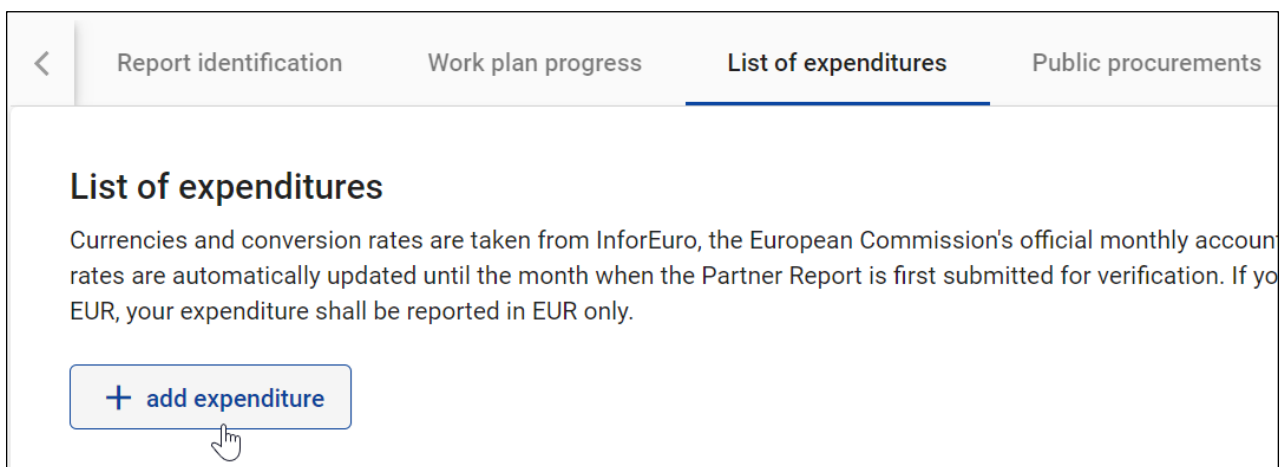 Report identification Work plan progress List of expenditures Public procurements
List of expenditures
Currencies and conversion rates are taken from InforEuro, the European Commission's official monthly
rates are automatically updated until the month when the Partner Report is first submitted for verification. If
EUR, your expenditure shall be reported in EUR only.
+ add expenditure